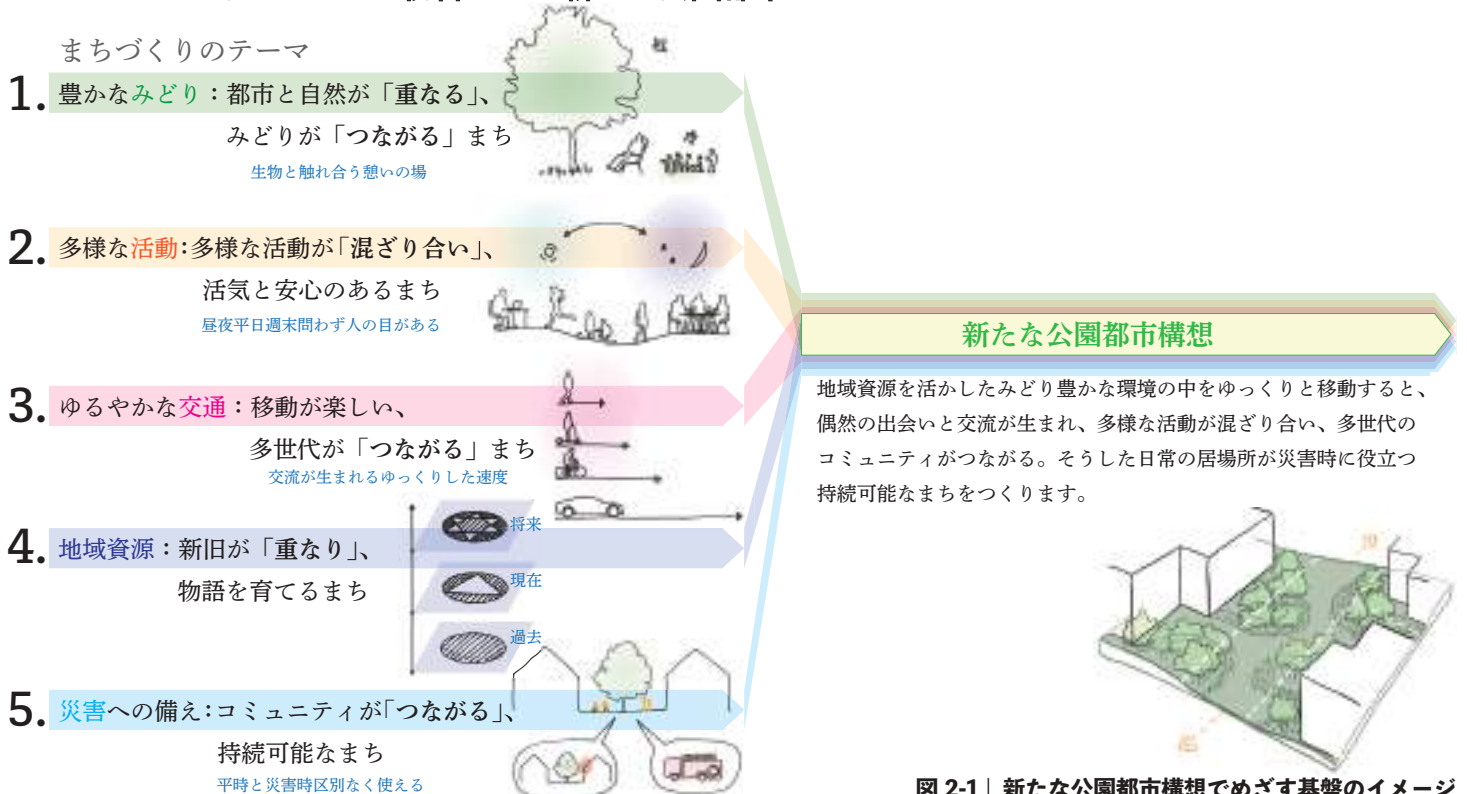 まちづくりのテーマ
1. 豊かなみどり：都市と自然が「重なる」、
みどりが「つながる」まち
生物と触れ合う憩いの場
2. 多様な活動：多様な活動が「混ざり合い」、
活気と安心のあるまち
昼夜平日週末問わず人の目がある
3. ゆるやかな交通：移動が楽しい、
多世代が「つながる」まち
交流が生まれるゆっくりした速度
4. 地域資源：新旧が「重なり」、
物語を育てるまち
将来
現在
過去
5. 災害への備え：コミュニティが「つながる」、
持続可能なまち
平時と災害時区別なく使える
新たな公園都市構想
地域資源を活かしたみどり豊かな環境の中をゆっくりと移動すると、
偶然の出会いと交流が生まれ、多様な活動が混ざり合い、多世代の
コミュニティがつながる。そうした日常の居場所が災害時に役立つ
持続可能なまちをつくります。
図 2-1｜新たな公園都市構想でめざす基盤のイメージ